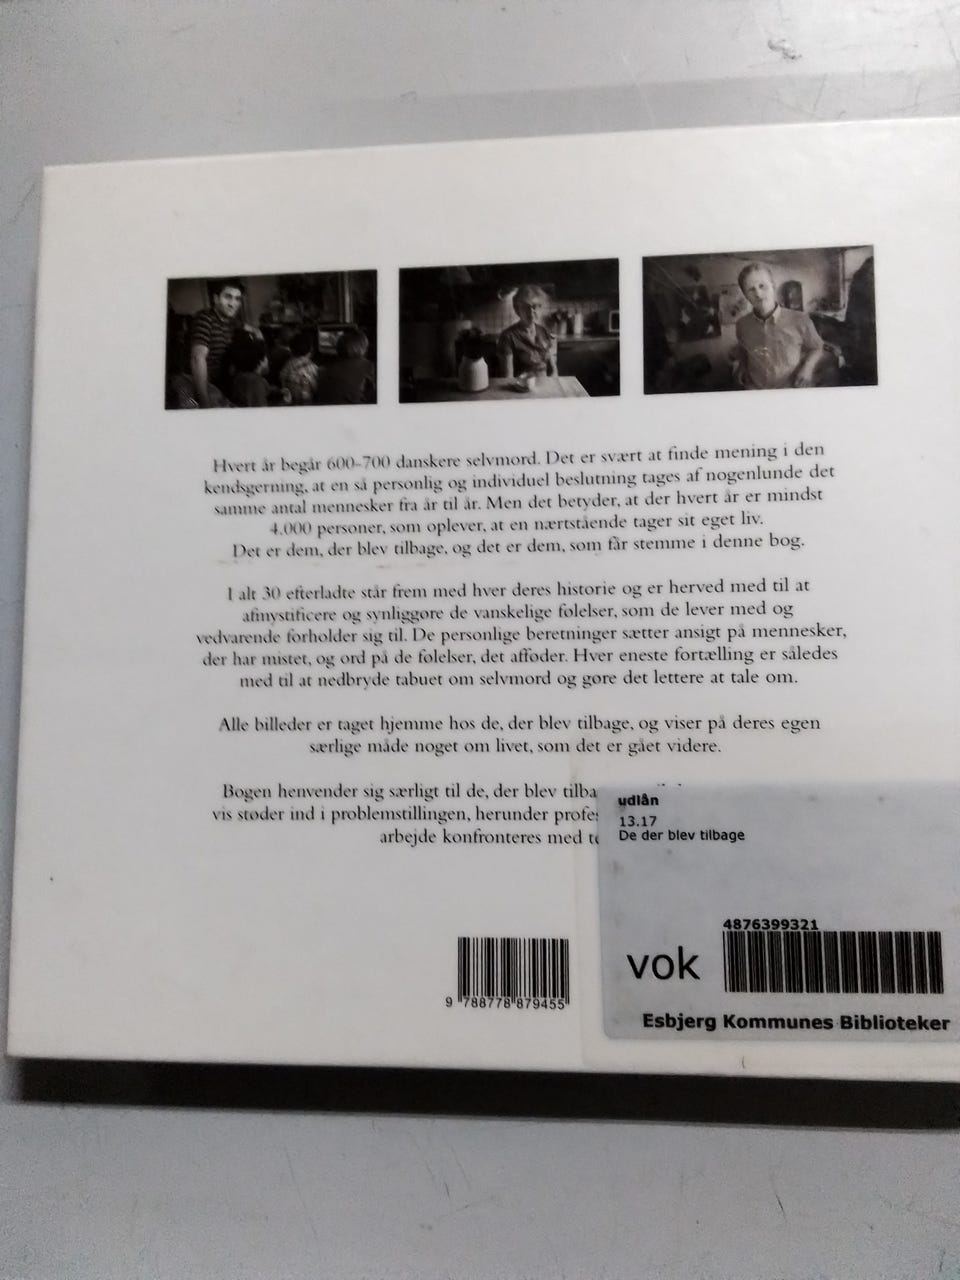 Hvert år begår 600-700 danskere selvmord. Det er svært at finde mening i den
kendsgerning, at en så personlig og individuel beslutning tages af nogenlunde det
samme antal mennesker fra år til år. Men det betyder, at der hvert år er mindst
4.000 personer, som oplever, at en nærtstående tager sit eget liv.
Det er dem, der blev tilbage, og det er dem, som får stemme i denne bog.
I alt 30 efterladte står frem med hver deres historie og er herved med til at
afmystificere og synliggøre de vanskelige følelser, som de lever med og
vedvarende forholder sig til. De personlige beretninger sætter ansigt på mennesker,
der har mistet, og ord på de følelser, det afføder. Hver eneste fortælling er således
med til at nedbryde tabuet om selvmord og gøre det lettere at tale om.
Alle billeder er taget hjemme hos de, der blev tilbage, og viser på deres egen
særlige måde noget om livet, som det er gået videre.
Bogen henvender sig særligt til de, der blev tilba
vis støder ind i problemstillingen, herunder profes
arbejde konfronteres med te
udlån
13.17
De der blev tilbage
4876399321
vok
Esbjerg Kommunes Biblioteker
9 788778 879455